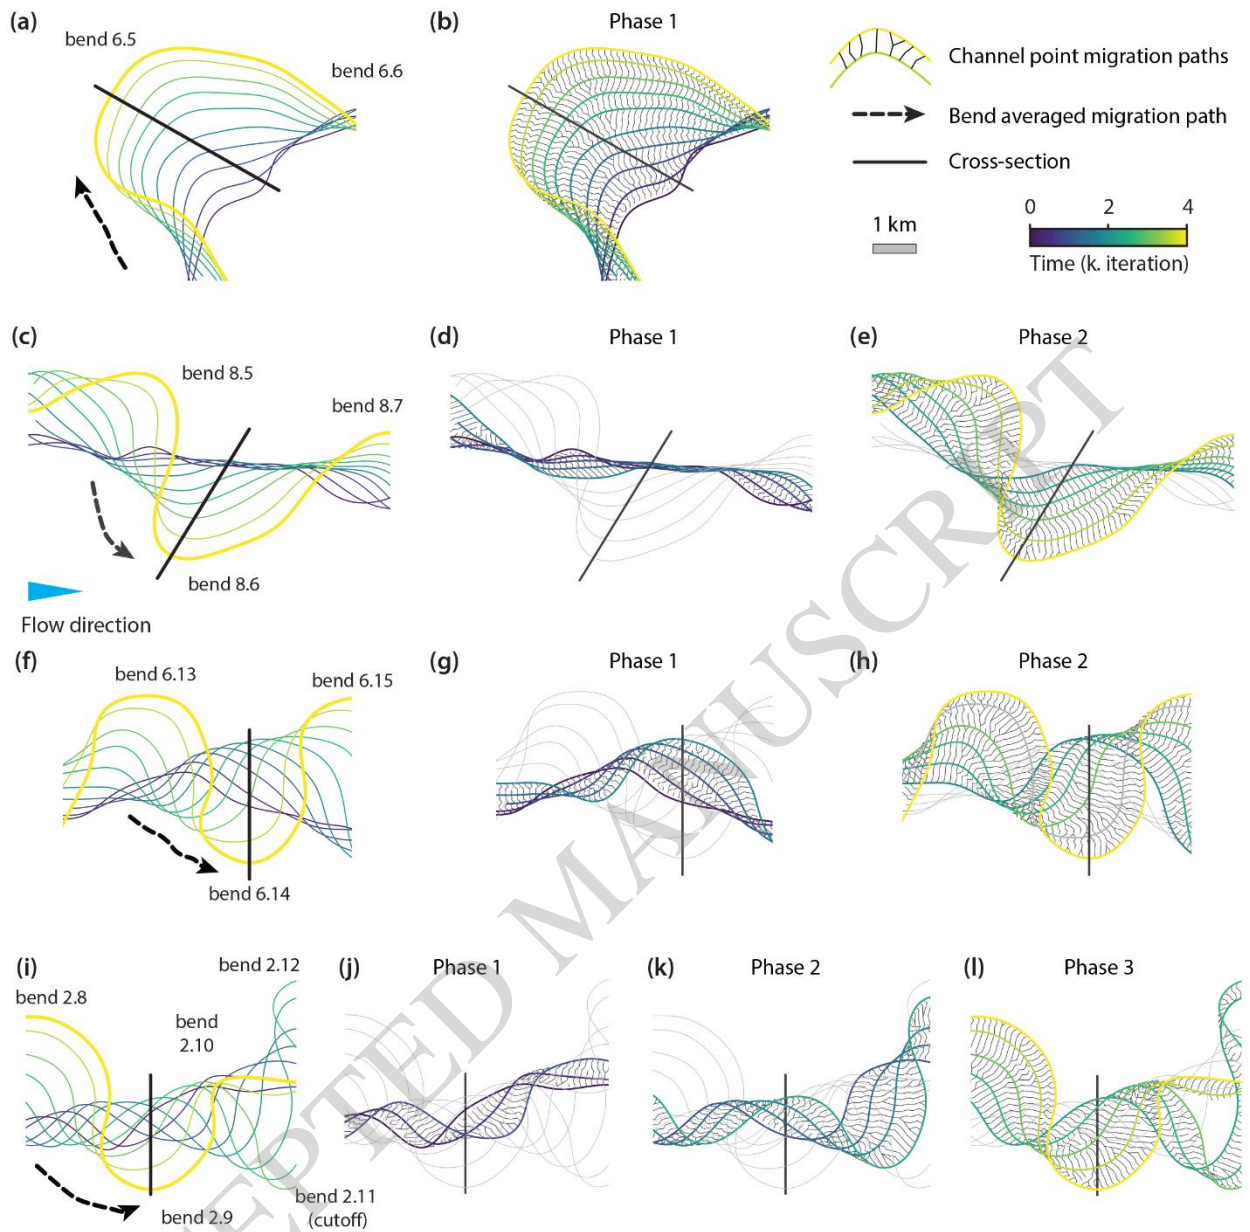 (a)
bend 6.5
bend 6.6
(b)
Phase 1
Channel point migration paths
Bend averaged migration path
Cross-section
1 km
0
2
4
Time (k. iteration)
(c)
bend 8.5
bend 8.7
bend 8.6
Flow direction
(d)
Phase 1
(e)
Phase 2
(f)
bend 6.13
bend 6.15
bend 6.14
(g)
Phase 1
(h)
Phase 2
(i)
bend 2.12
bend 2.8
bend
2.10
bend 2.11
(cutoff)
bend 2.9
(j)
Phase 1
(k)
Phase 2
(l)
Phase 3
EPTED MANUSCRIPT